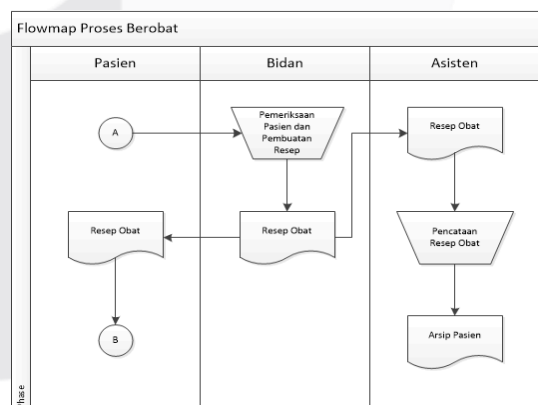 Flowmap Proses Berobat
Pasien
Bidan
Asisten
A
Pemeriksaan
Pasien dan
Pembuatan
Resep
Resep Obat
Resep Obat
Resep Obat
Pencataan
Resep Obat
B
Arsip Pasien
Phase